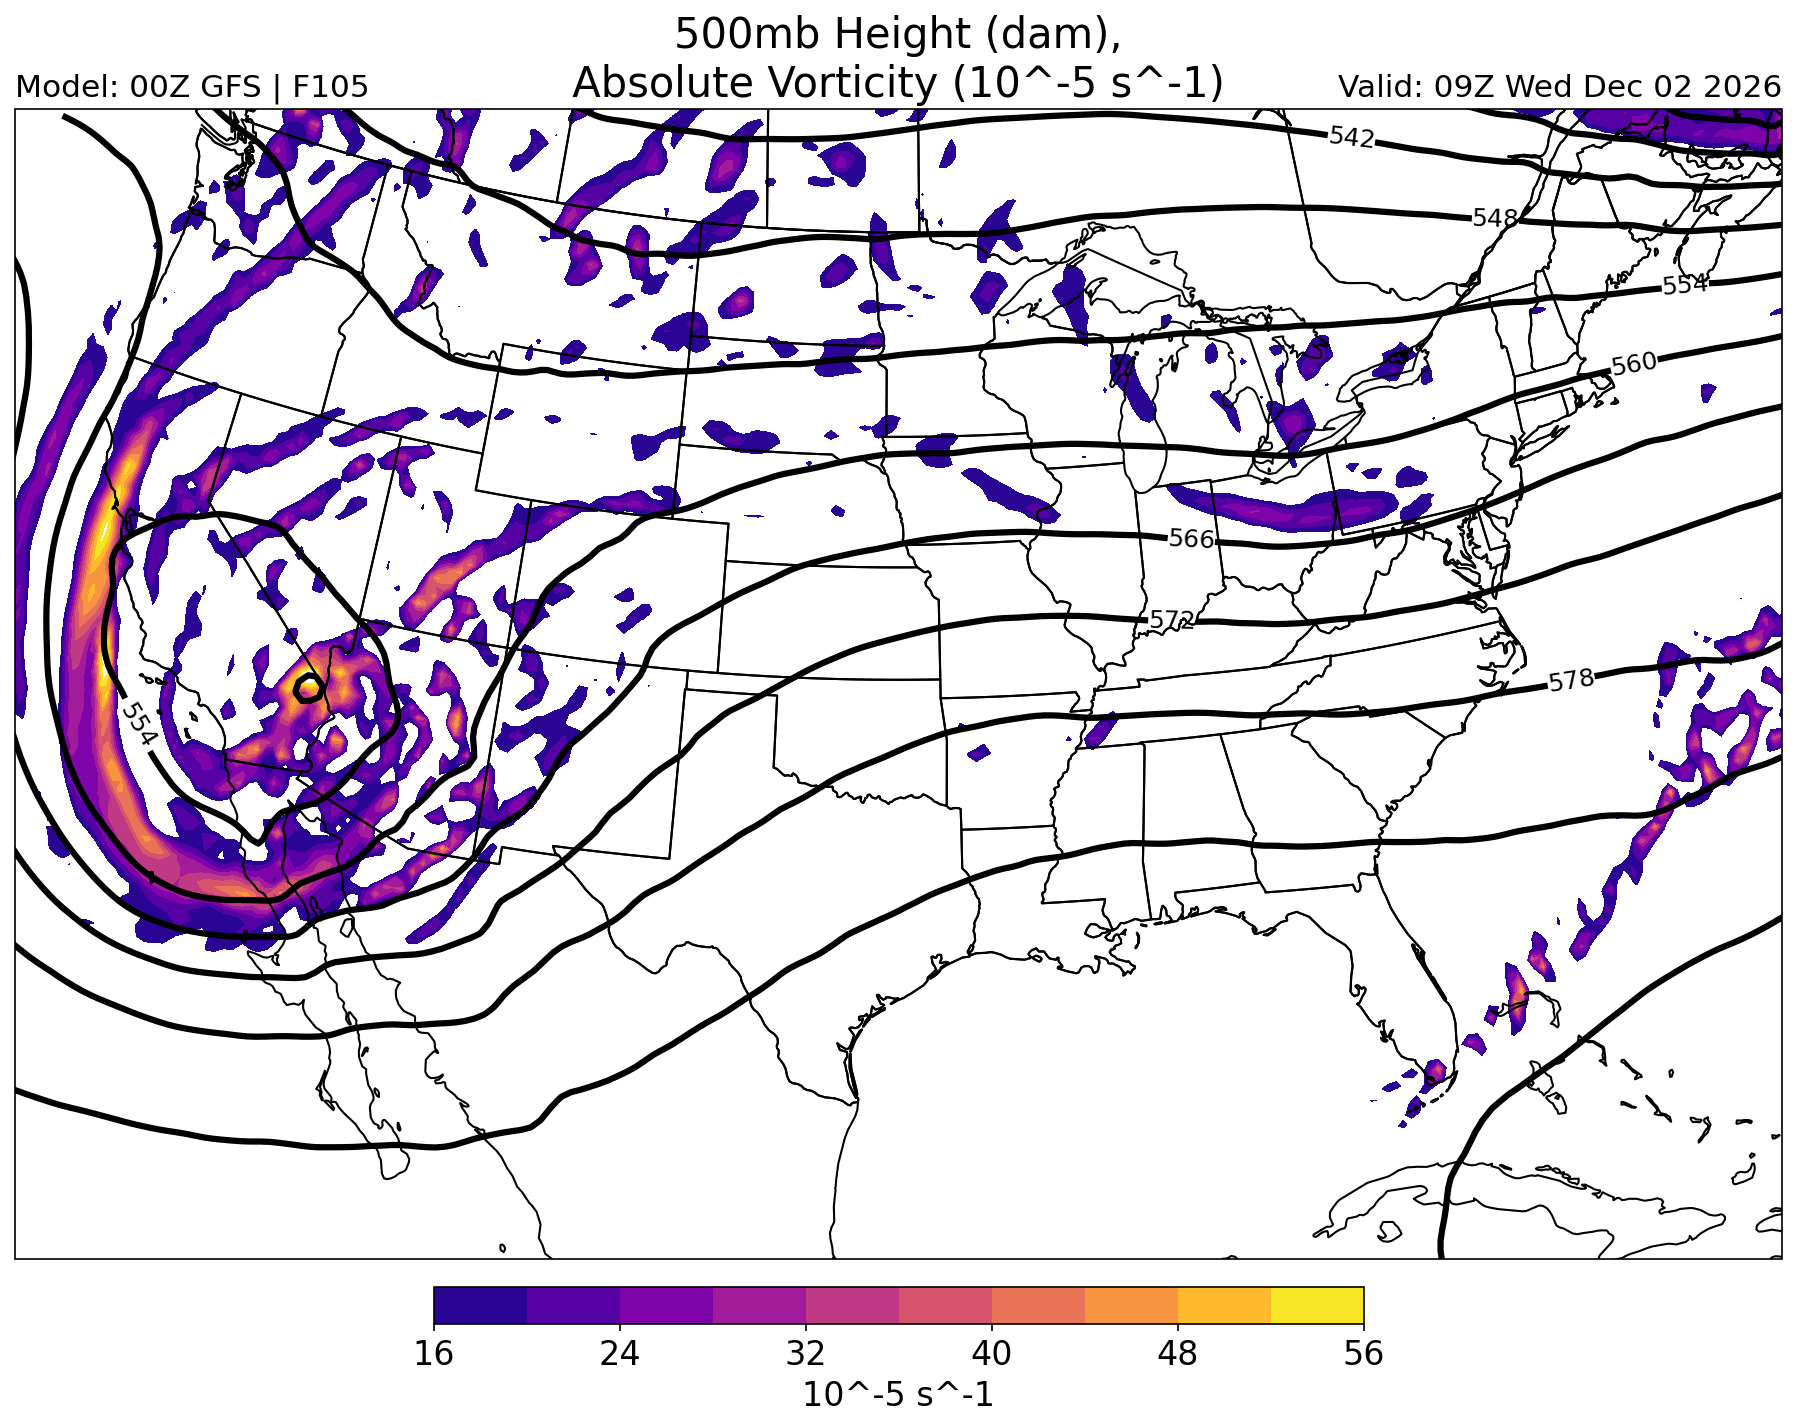 500mb Height (dam),
Model: 00Z GFS | F105
Absolute Vorticity (10^-5 s^-1)
Valid: 09Z Wed Dec 02 2026
542
548
554
560
566
572
578
554
16 24 32 40 48 56
10^-5 s^-1